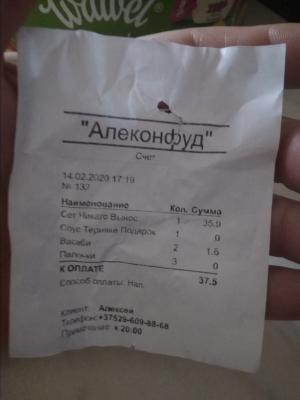 Wawel
"Алеконфуд"
Счет
14.02.2020 17:19
№ 132
Наименование Кол. Сумма
Сет Чикаго Вынос 1 35.9
Соус Терияки Подарок 1 0
Васаби 2 1.6
Палочки 3 0
К ОПЛАТЕ 37.5
Способ оплаты: Нал.
Клиент: Алексей
Телефон: +37529-609-88-68
Примечание: к 20:00